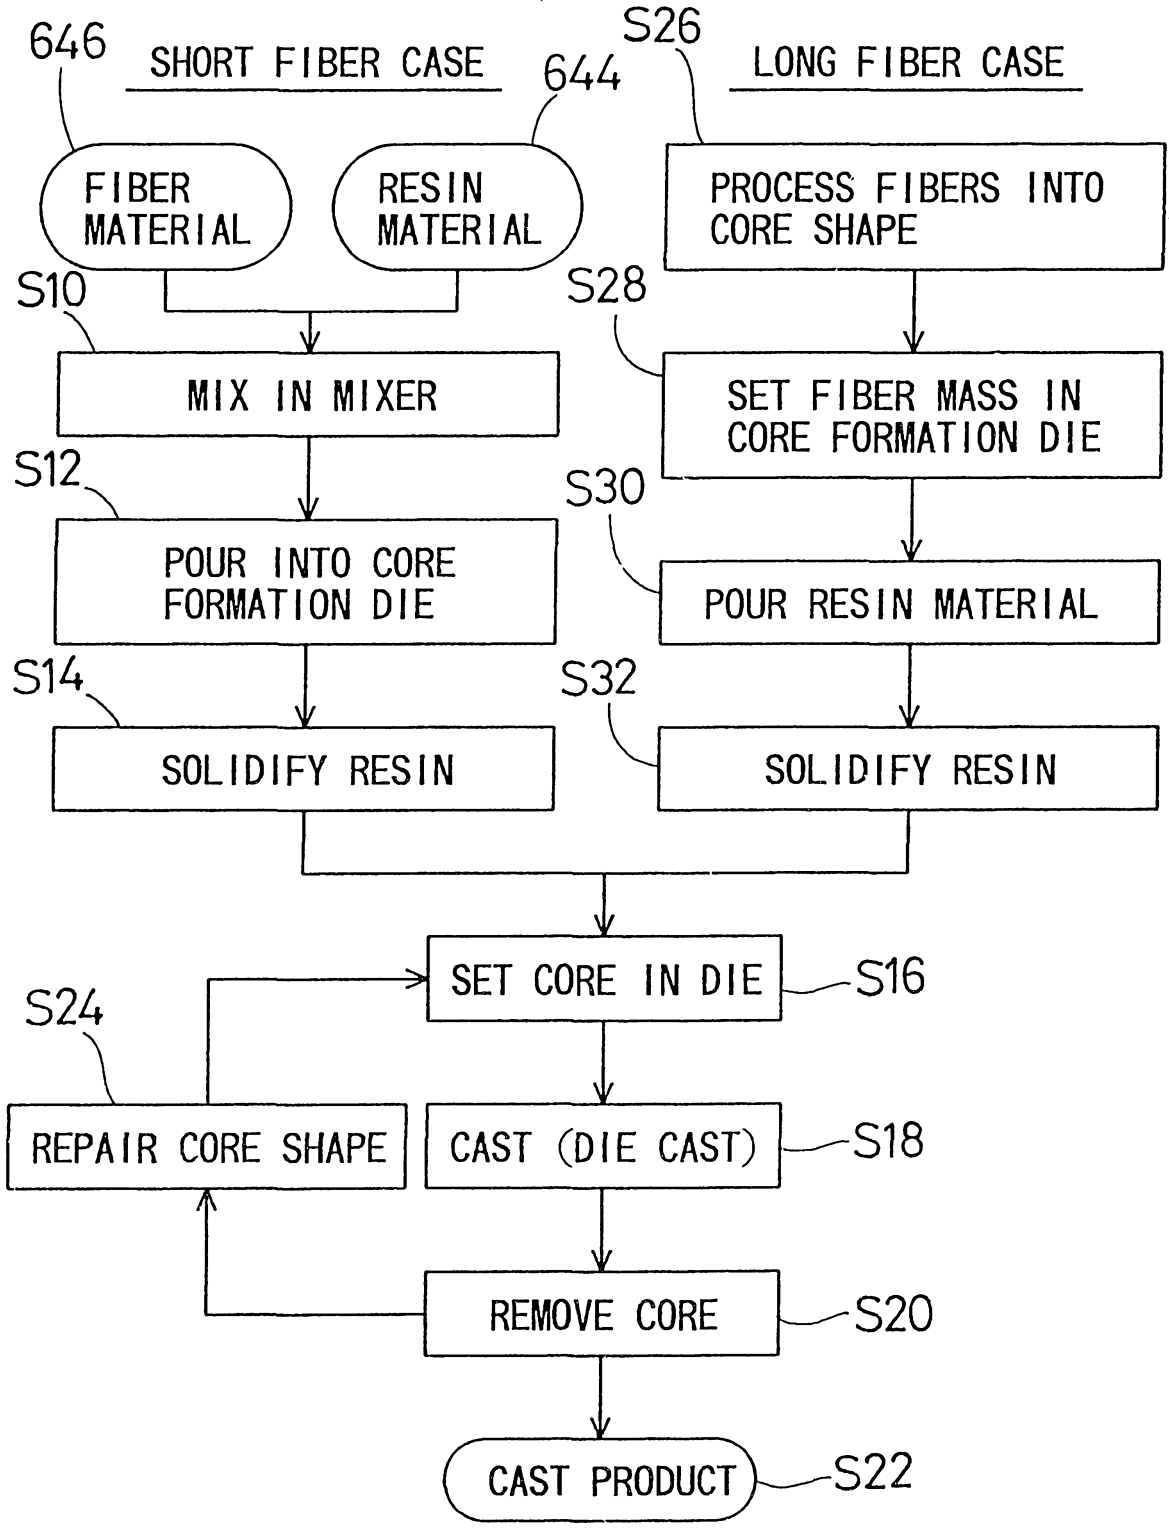 646
SHORT FIBER CASE
644
FIBER
MATERIAL
RESIN
MATERIAL
S10
MIX IN MIXER
S12
POUR INTO CORE
FORMATION DIE
S14
SOLIDIFY RESIN
S26
LONG FIBER CASE
PROCESS FIBERS INTO
CORE SHAPE
S28
SET FIBER MASS IN
CORE FORMATION DIE
S30
POUR RESIN MATERIAL
S32
SOLIDIFY RESIN
SET CORE IN DIE
S16
S24
REPAIR CORE SHAPE
CAST (DIE CAST)
S18
REMOVE CORE
S20
CAST PRODUCT
S22